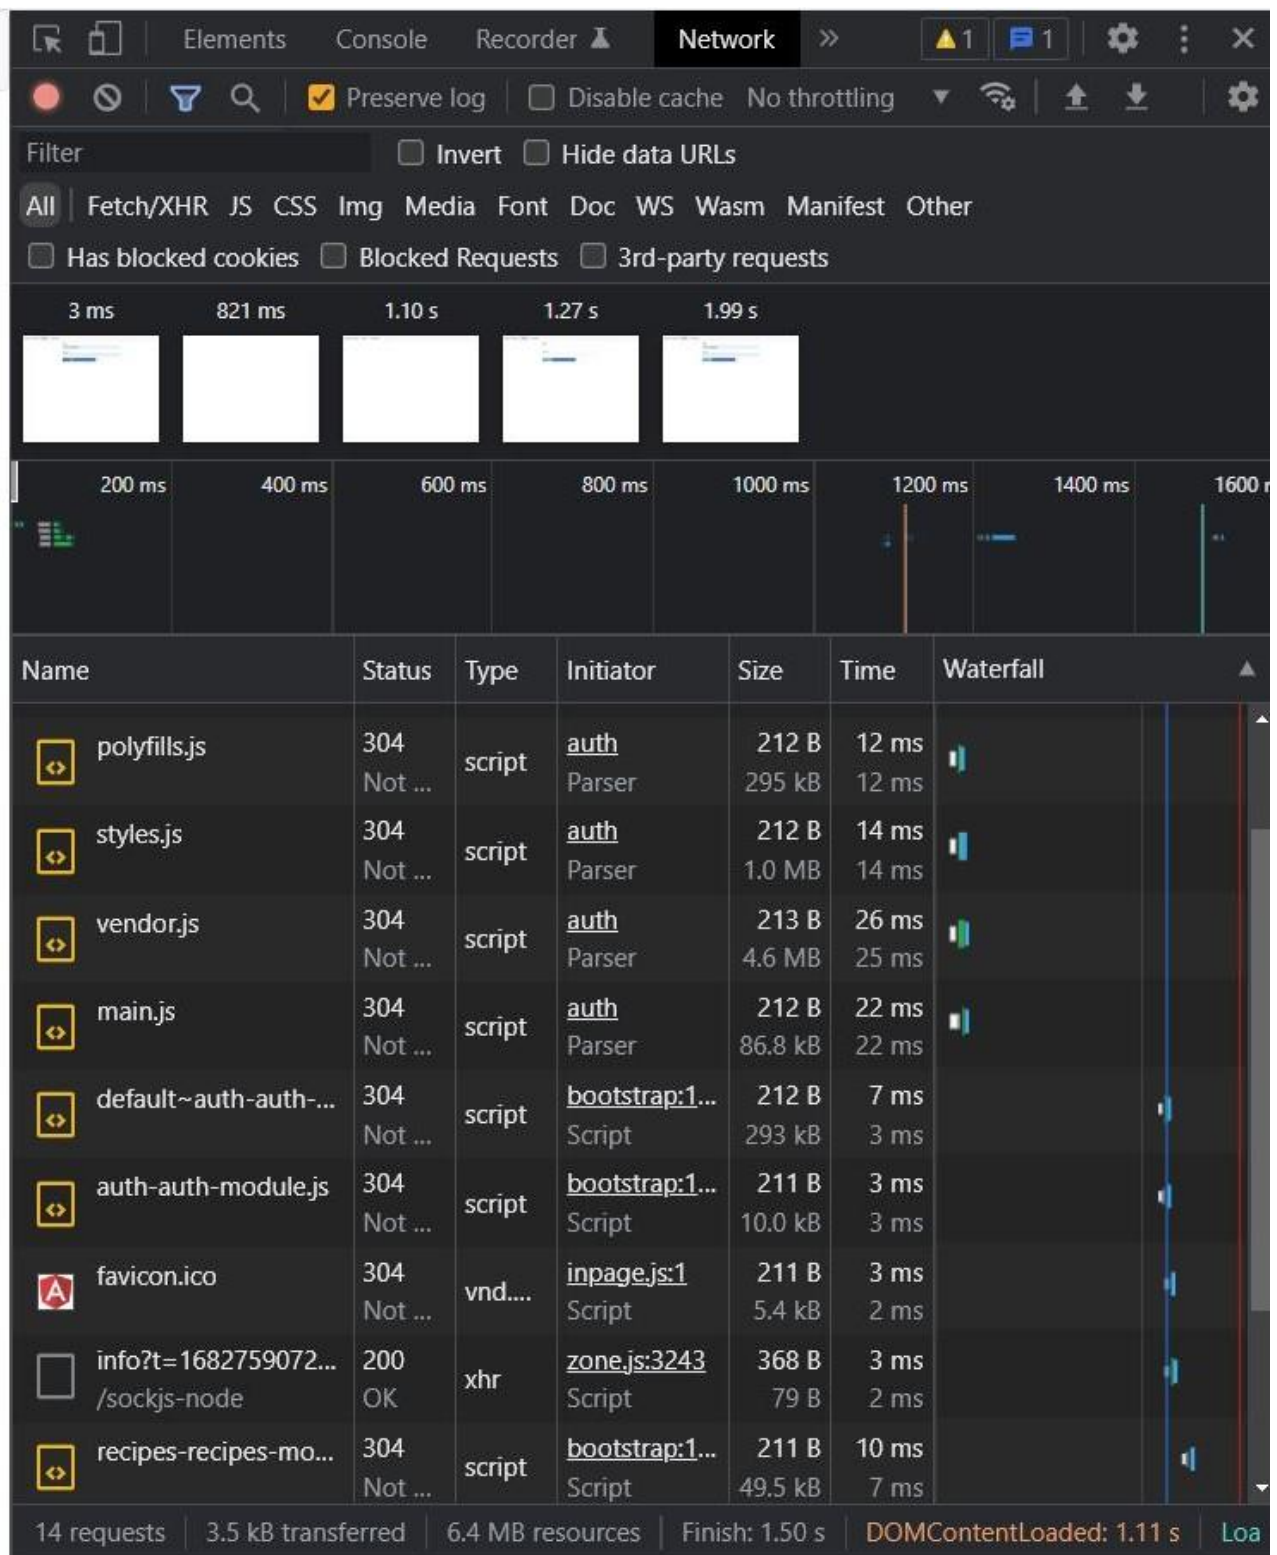 Elements Console Recorder Network » 1 1
Preserve log Disable cache No throttling
Filter Invert Hide data URLs
All Fetch/XHR JS CSS Img Media Font Doc WS Wasm Manifest Other
Has blocked cookies Blocked Requests 3rd-party requests
3 ms 821 ms 1.10 s 1.27 s 1.99 s
200 ms 400 ms 600 ms 800 ms 1000 ms 1200 ms 1400 ms 1600 r
Name Status Type Initiator Size Time Waterfall
polyfills.js 304 script auth 212 B 12 ms
Not ... Parser 295 kB 12 ms
styles.js 304 script auth 212 B 14 ms
Not ... Parser 1.0 MB 14 ms
vendor.js 304 script auth 213 B 26 ms
Not ... Parser 4.6 MB 25 ms
main.js 304 script auth 212 B 22 ms
Not ... Parser 86.8 kB 22 ms
default~auth-auth-... 304 script bootstrap:1... 212 B 7 ms
Not ... Script 293 kB 3 ms
auth-auth-module.js 304 script bootstrap:1... 211 B 3 ms
Not ... Script 10.0 kB 3 ms
favicon.ico 304 vnd.... inpage.js:1 211 B 3 ms
Not ... Script 5.4 kB 2 ms
info?t=1682759072... 200 xhr zone.js:3243 368 B 3 ms
/sockjs-node OK Script 79 B 2 ms
recipes-recipes-mo... 304 script bootstrap:1... 211 B 10 ms
Not ... Script 49.5 kB 7 ms
14 requests 3.5 kB transferred 6.4 MB resources Finish: 1.50 s DOMContentLoaded: 1.11 s Loa